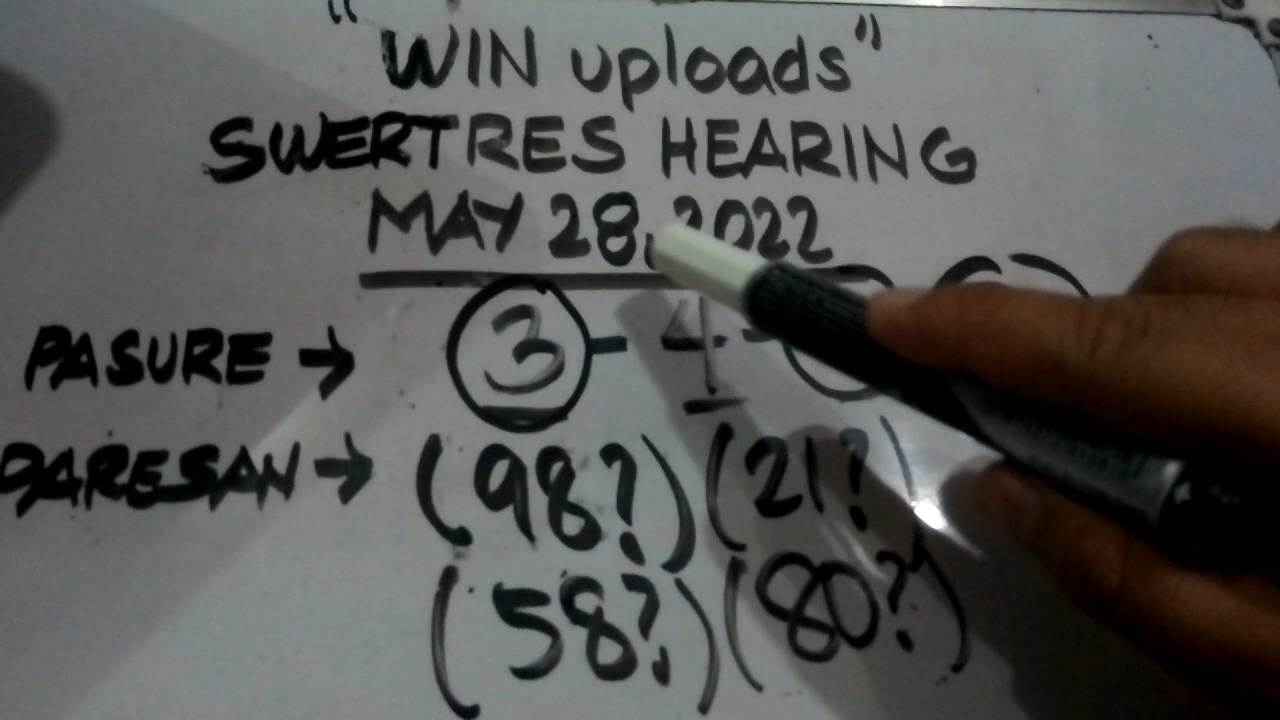 "WIN uploads"
SWERTRES HEARING
MAY 28, 2022
PASURE → 3 - 4 -
PARESAN → (98?) (21?)
(58?) (80?)